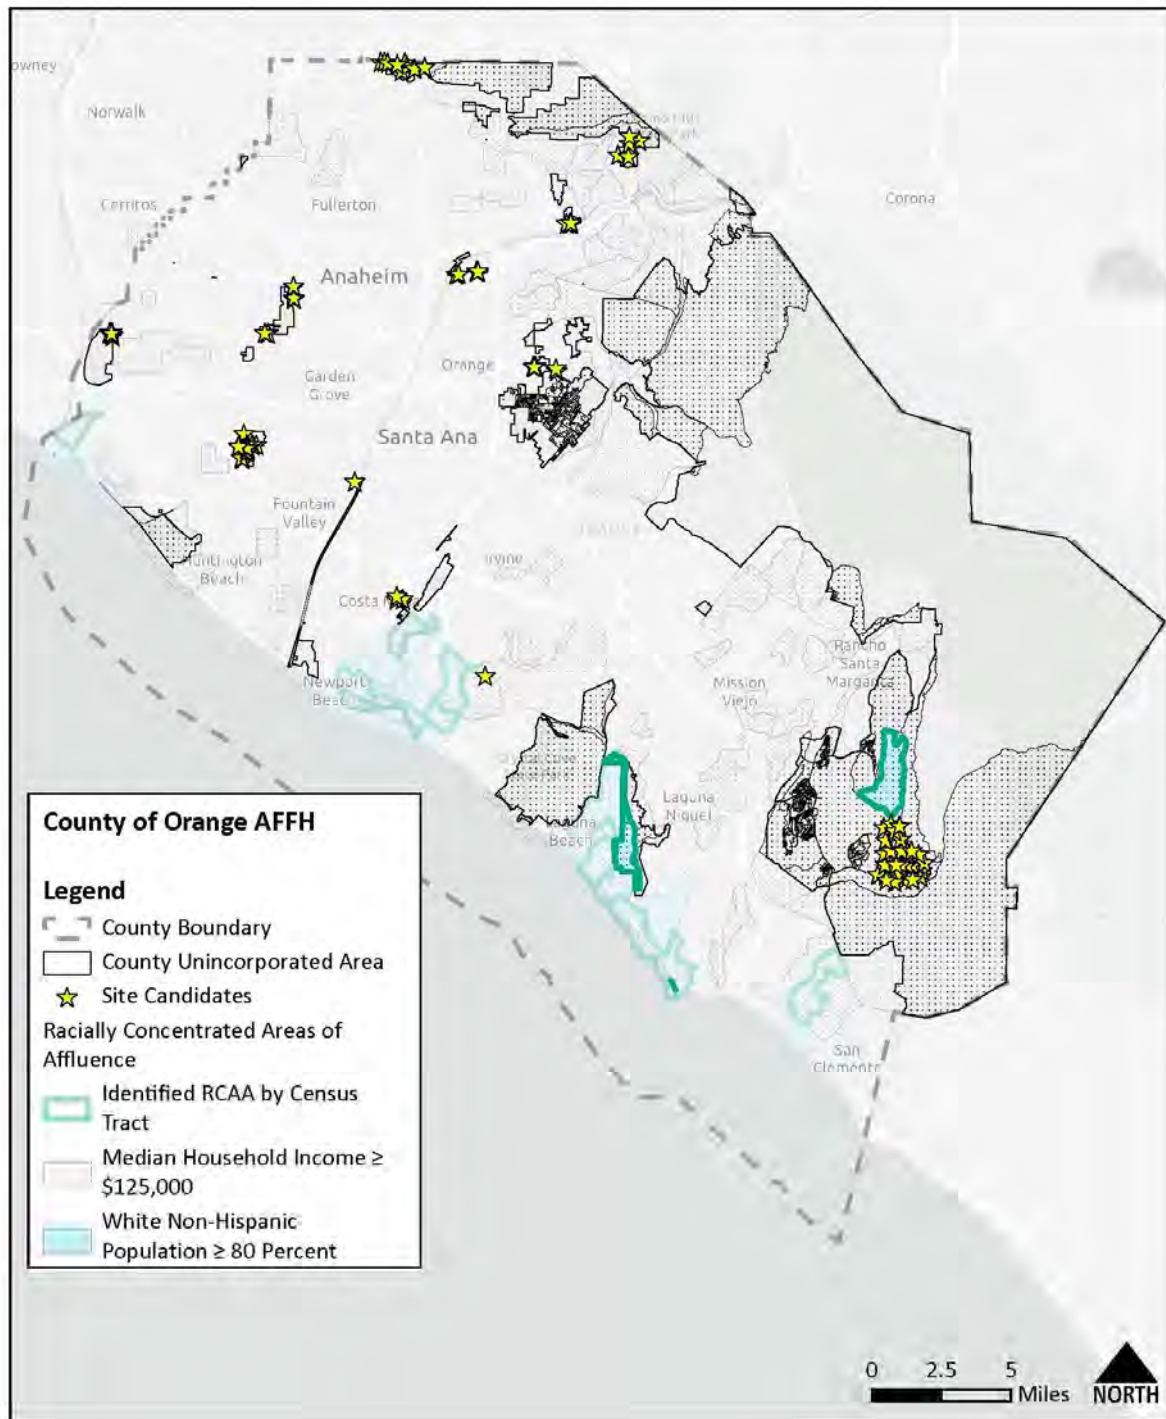 owney
Norwalk
Cerritos
Fullerton
Corona
Anaheim
Orange
Garden
Grove
Santa Ana
Fountain
Valley
Huntington
Beach
Irvine
Costa
Rancho
Santa
Margarita
Mission
Viejo
Newport
Beach
Laguna
Niguel
Laguna
Beach
San
Clemente
County of Orange AFFH
Legend
County Boundary
County Unincorporated Area
Site Candidates
Racially Concentrated Areas of
Affluence
Identified RCAA by Census
Tract
Median Household Income ≥
$125,000
White Non-Hispanic
Population ≥ 80 Percent
0 2.5 5
Miles
NORTH